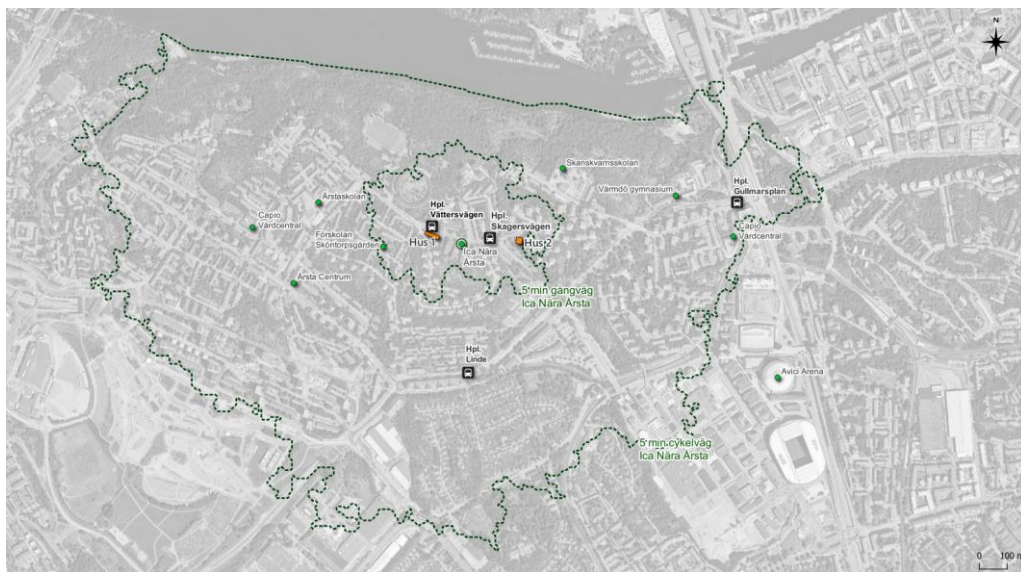 N
Skanskvarnsskolan
Hpl.
Gullmarsplan
Värmdö gymnasium
Årstaskolan
Hpl.
Vättersvägen
Hpl.
Skagersvägen
Capio
Vårdcentral
Capio
Vårdcentral
Förskolan
Sköntorpsgården
Hus 1
Hus 2
Ica Nära
Årsta
Årsta Centrum
5 min gångväg
Ica Nära Årsta
Hpl.
Linde
Avici Arena
5 min cykelväg
Ica Nära Årsta
0 100 m